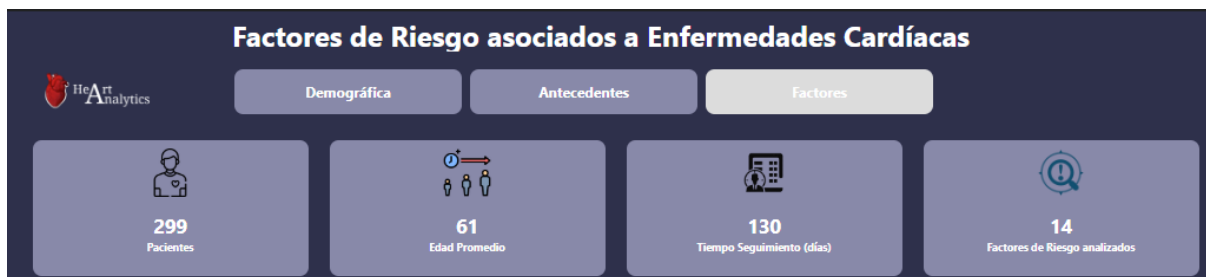 Factores de Riesgo asociados a Enfermedades Cardíacas
HeArt
Analytics
Demográfica
Antecedentes
Factores
299
Pacientes
61
Edad Promedio
130
Tiempo Seguimiento (días)
14
Factores de Riesgo analizados